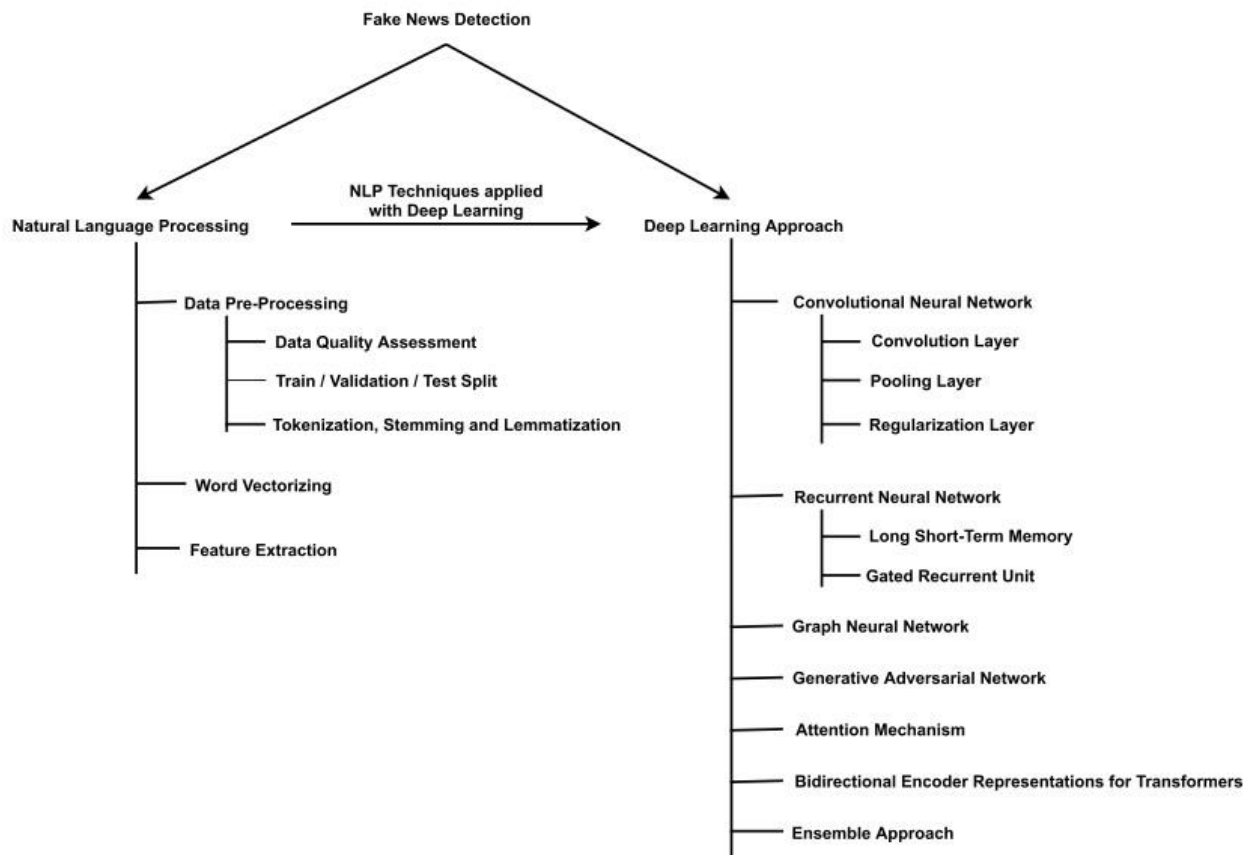 Fake News Detection
NLP Techniques applied
with Deep Learning
Natural Language Processing
Deep Learning Approach
Data Pre-Processing
Data Quality Assessment
Train / Validation / Test Split
Tokenization, Stemming and Lemmatization
Word Vectorizing
Feature Extraction
Convolutional Neural Network
Convolution Layer
Pooling Layer
Regularization Layer
Recurrent Neural Network
Long Short-Term Memory
Gated Recurrent Unit
Graph Neural Network
Generative Adversarial Network
Attention Mechanism
Bidirectional Encoder Representations for Transformers
Ensemble Approach